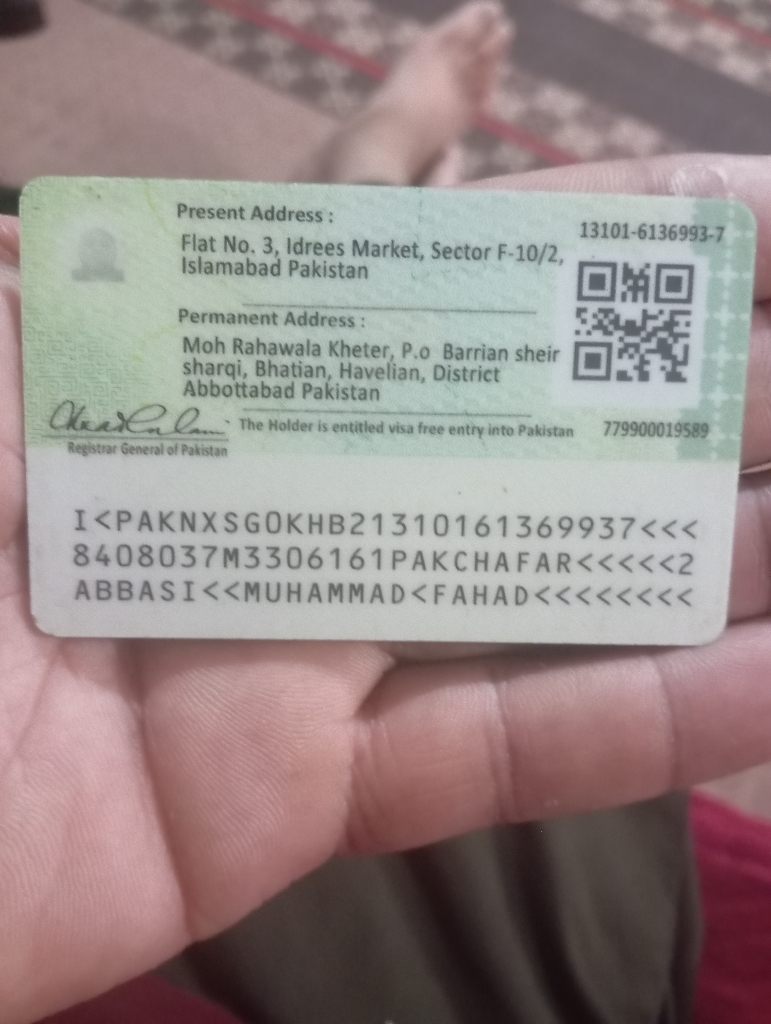 Present Address :
13101-6136993-7
Flat No. 3, Idrees Market, Sector F-10/2,
Islamabad Pakistan
Permanent Address :
Moh Rahawala Kheter, P.o Barrian sheir
sharqi, Bhatian, Havelian, District
Abbottabad Pakistan
Registrar General of Pakistan
The Holder is entitled visa free entry into Pakistan
779900019589
I<PAKNXSGOKHB21310161369937<<<
8408037M3306161PAKCHAFAR<<<<<2
ABBASI<<MUHAMMAD<FAHAD<<<<<<<<